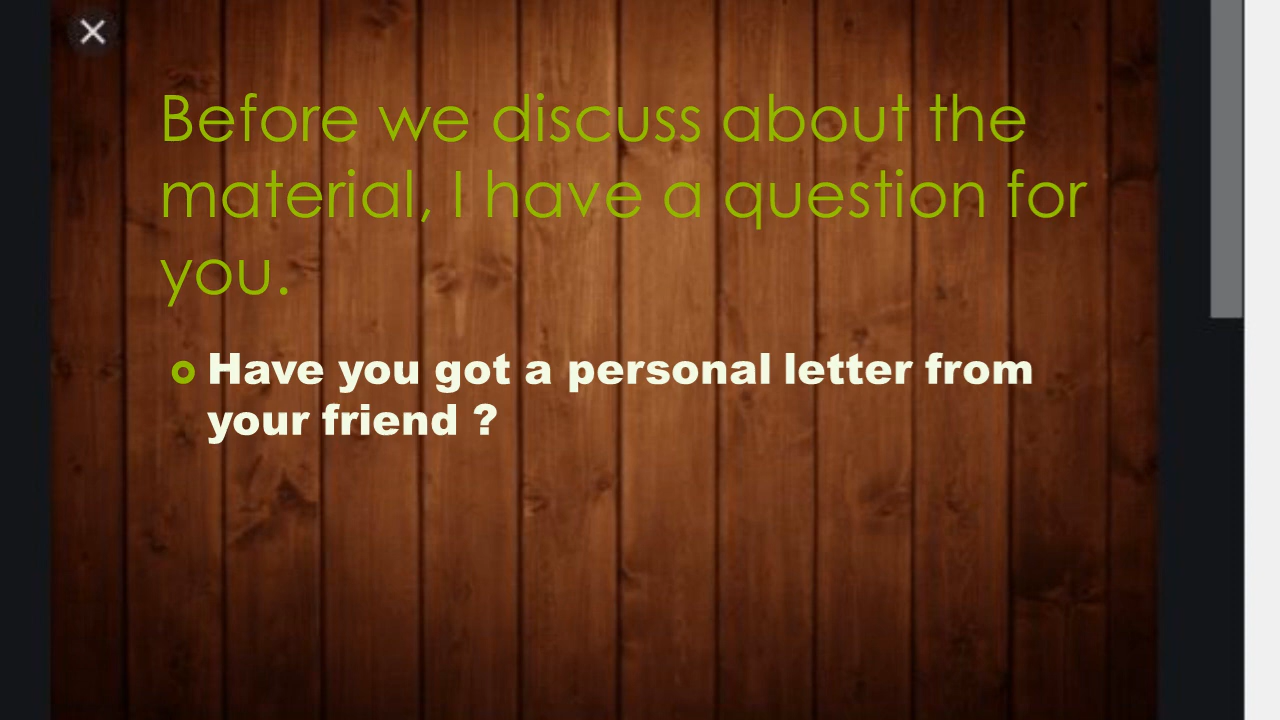 Before we discuss about the
material, I have a question for
you.
Have you got a personal letter from
your friend ?